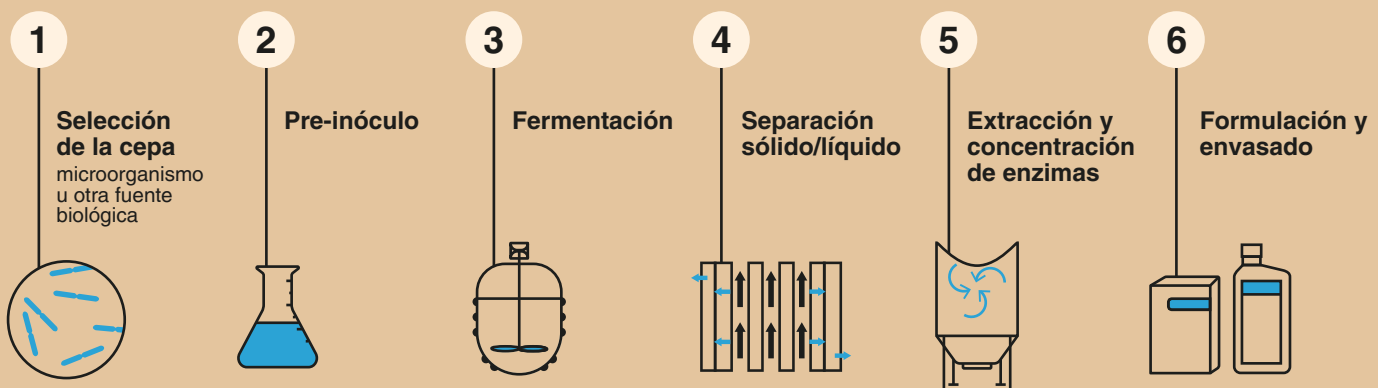 1
Selección
de la cepa
microorganismo
u otra fuente
biológica
2
Pre-inóculo
3
Fermentación
4
Separación
sólido/líquido
5
Extracción y
concentración
de enzimas
6
Formulación y
envasado